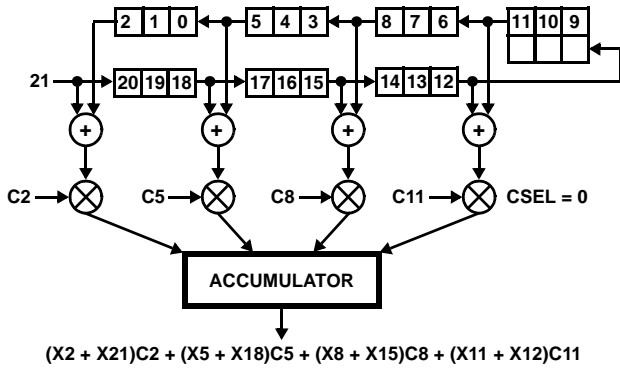 2 1 0 5 4 3 8 7 6 11 10 9
21 20 19 18 17 16 15 14 13 12
+ + + +
C2 C5 C8 C11 CSEL = 0
ACCUMULATOR
(X2 + X21)C2 + (X5 + X18)C5 + (X8 + X15)C8 + (X11 + X12)C11